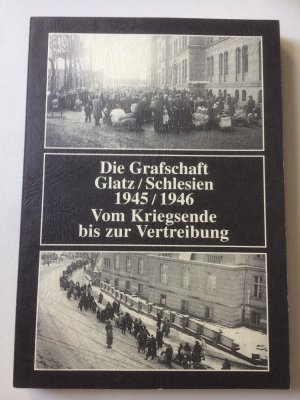 Die Grafschaft
Glatz/Schlesien
1945/1946
Vom Kriegsende
bis zur Vertreibung